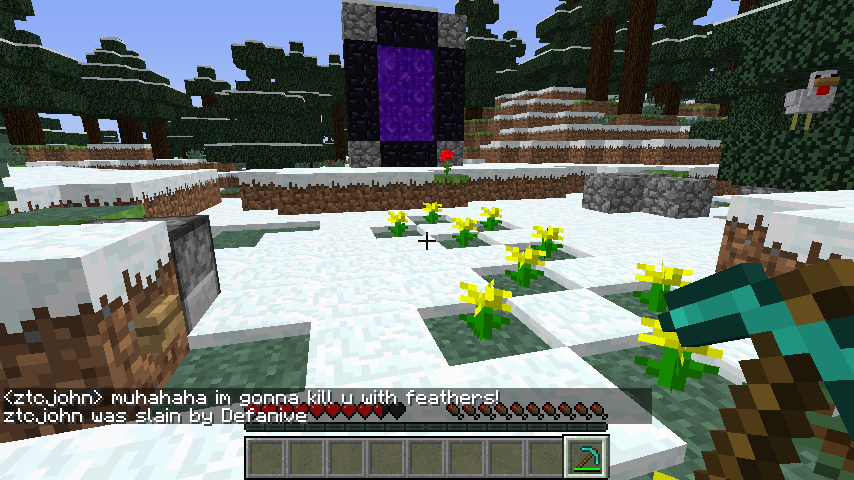 <ztcjohn> muhahaha im gonna kill u with feathers!
ztcjohn was slain by Defanive